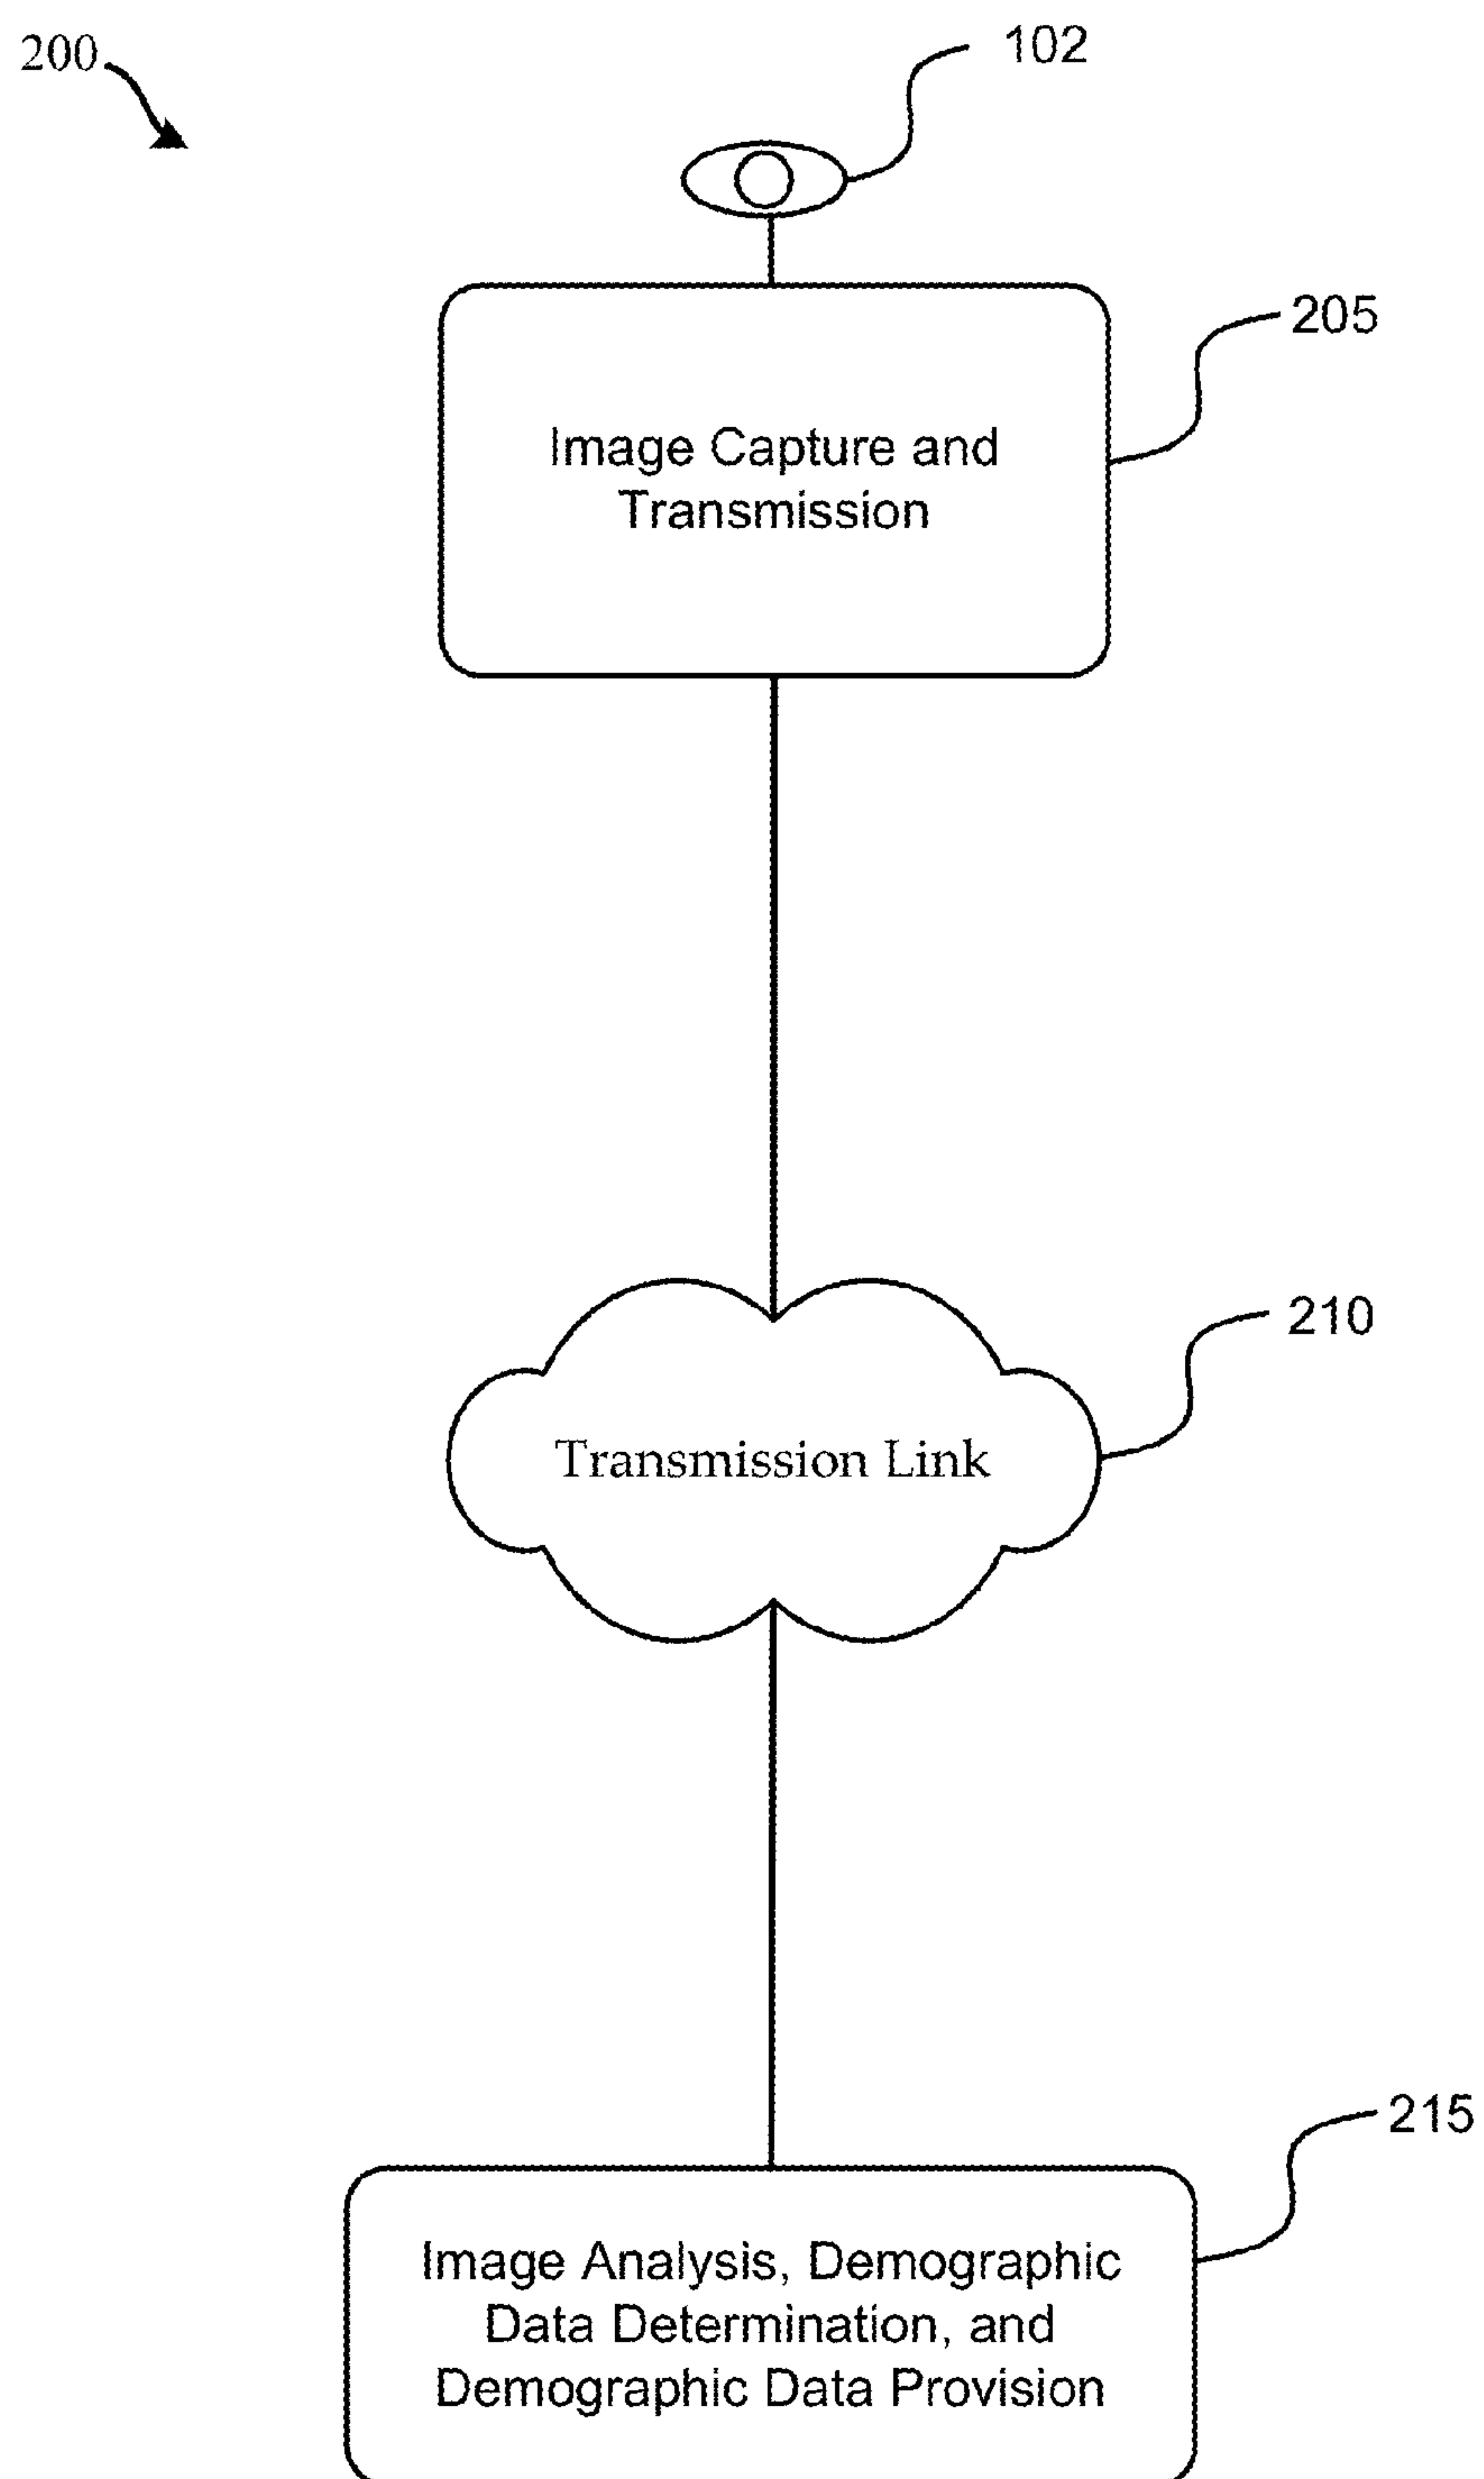 200
102
205
Image Capture and
Transmission
210
Transmission Link
215
Image Analysis, Demographic
Data Determination, and
Demographic Data Provision